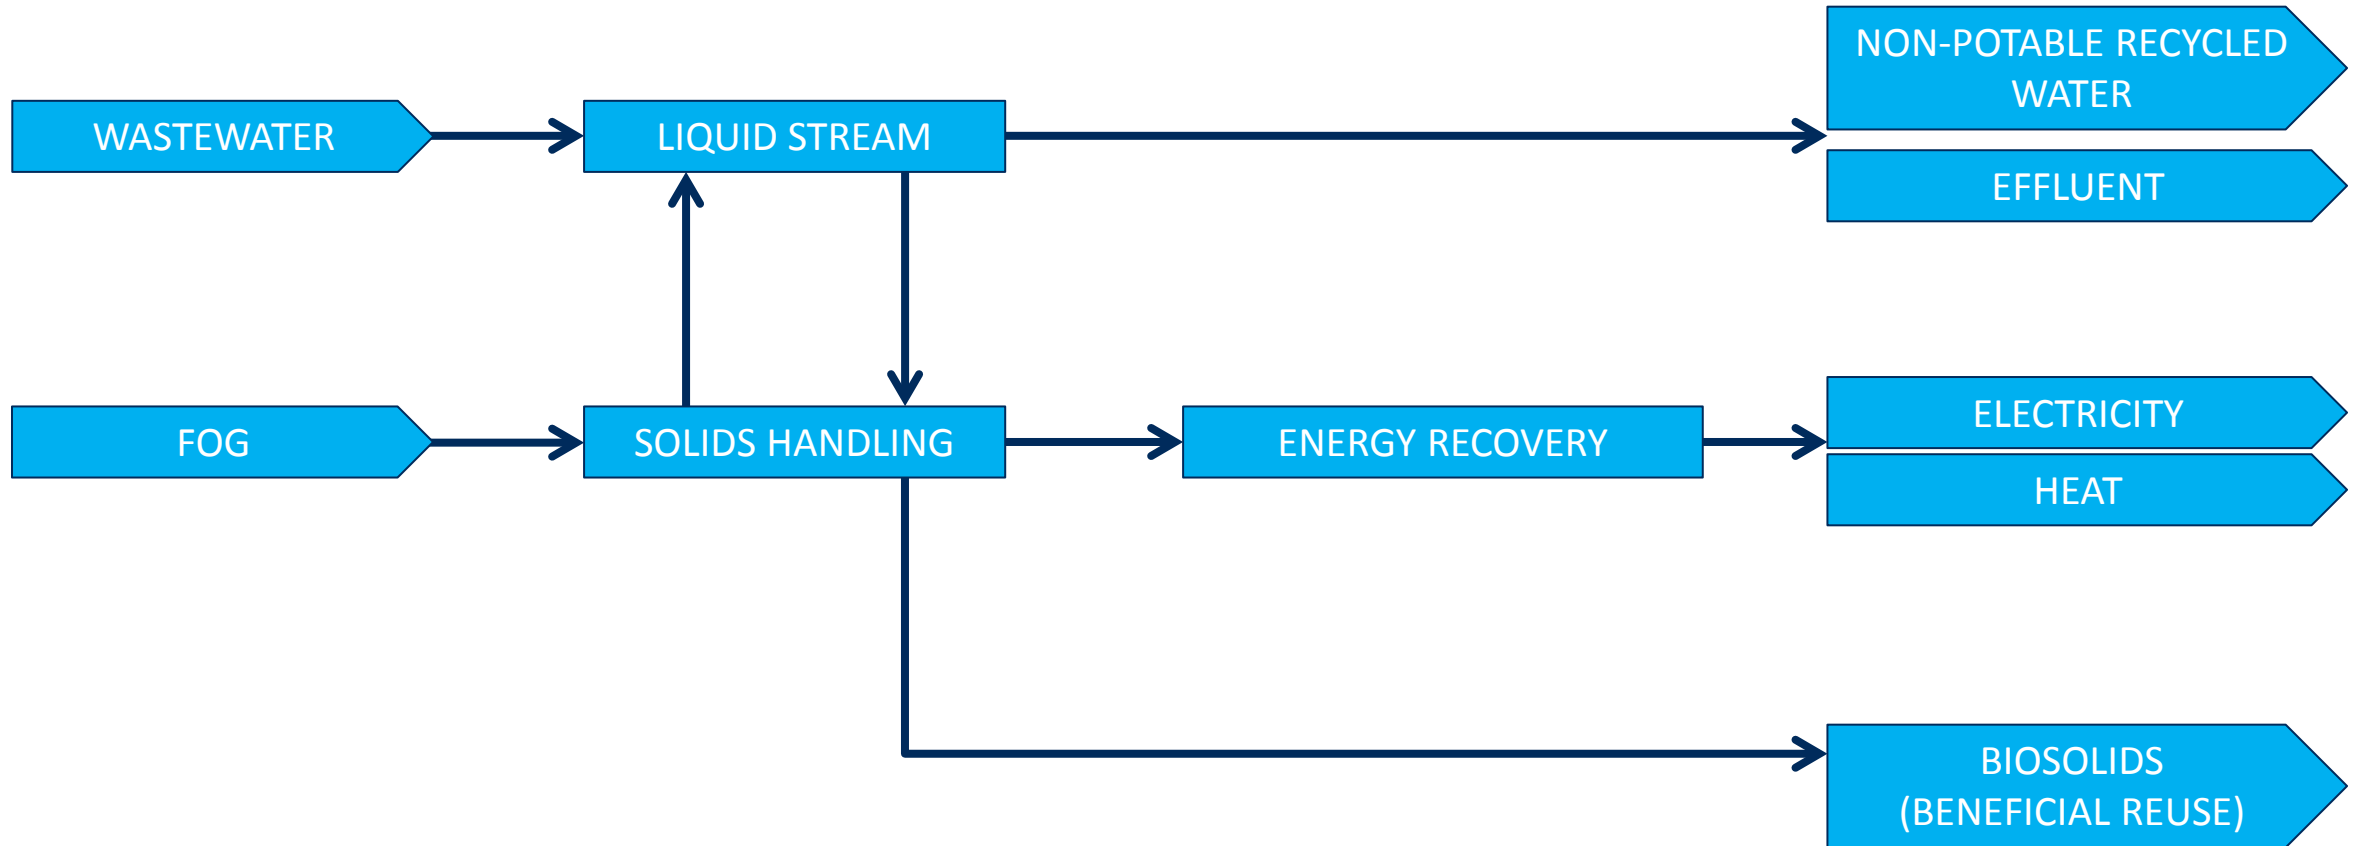 NON-POTABLE RECYCLED
WATER
WASTEWATER
LIQUID STREAM
EFFLUENT
FOG
SOLIDS HANDLING
ENERGY RECOVERY
ELECTRICITY
HEAT
BIOSOLIDS
(BENEFICIAL REUSE)